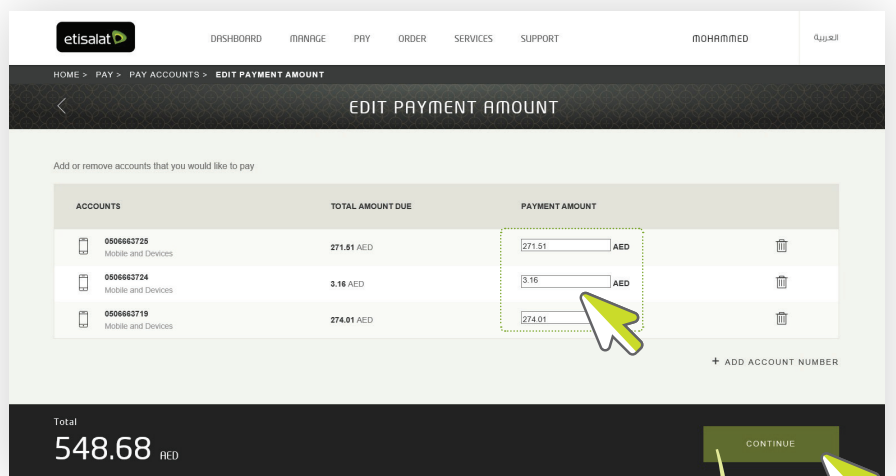 etisalat
DASHBOARD MANAGE PAY ORDER SERVICES SUPPORT MOHAMMED العربية
HOME > PAY > PAY ACCOUNTS > EDIT PAYMENT AMOUNT
EDIT PAYMENT AMOUNT
Add or remove accounts that you would like to pay
ACCOUNTS TOTAL AMOUNT DUE PAYMENT AMOUNT
0506663725
Mobile and Devices
271.51 AED 271.51 AED
0506663724
Mobile and Devices
3.16 AED 3.16 AED
0506663719
Mobile and Devices
274.01 AED 274.01
+ ADD ACCOUNT NUMBER
Total
548.68 AED
CONTINUE